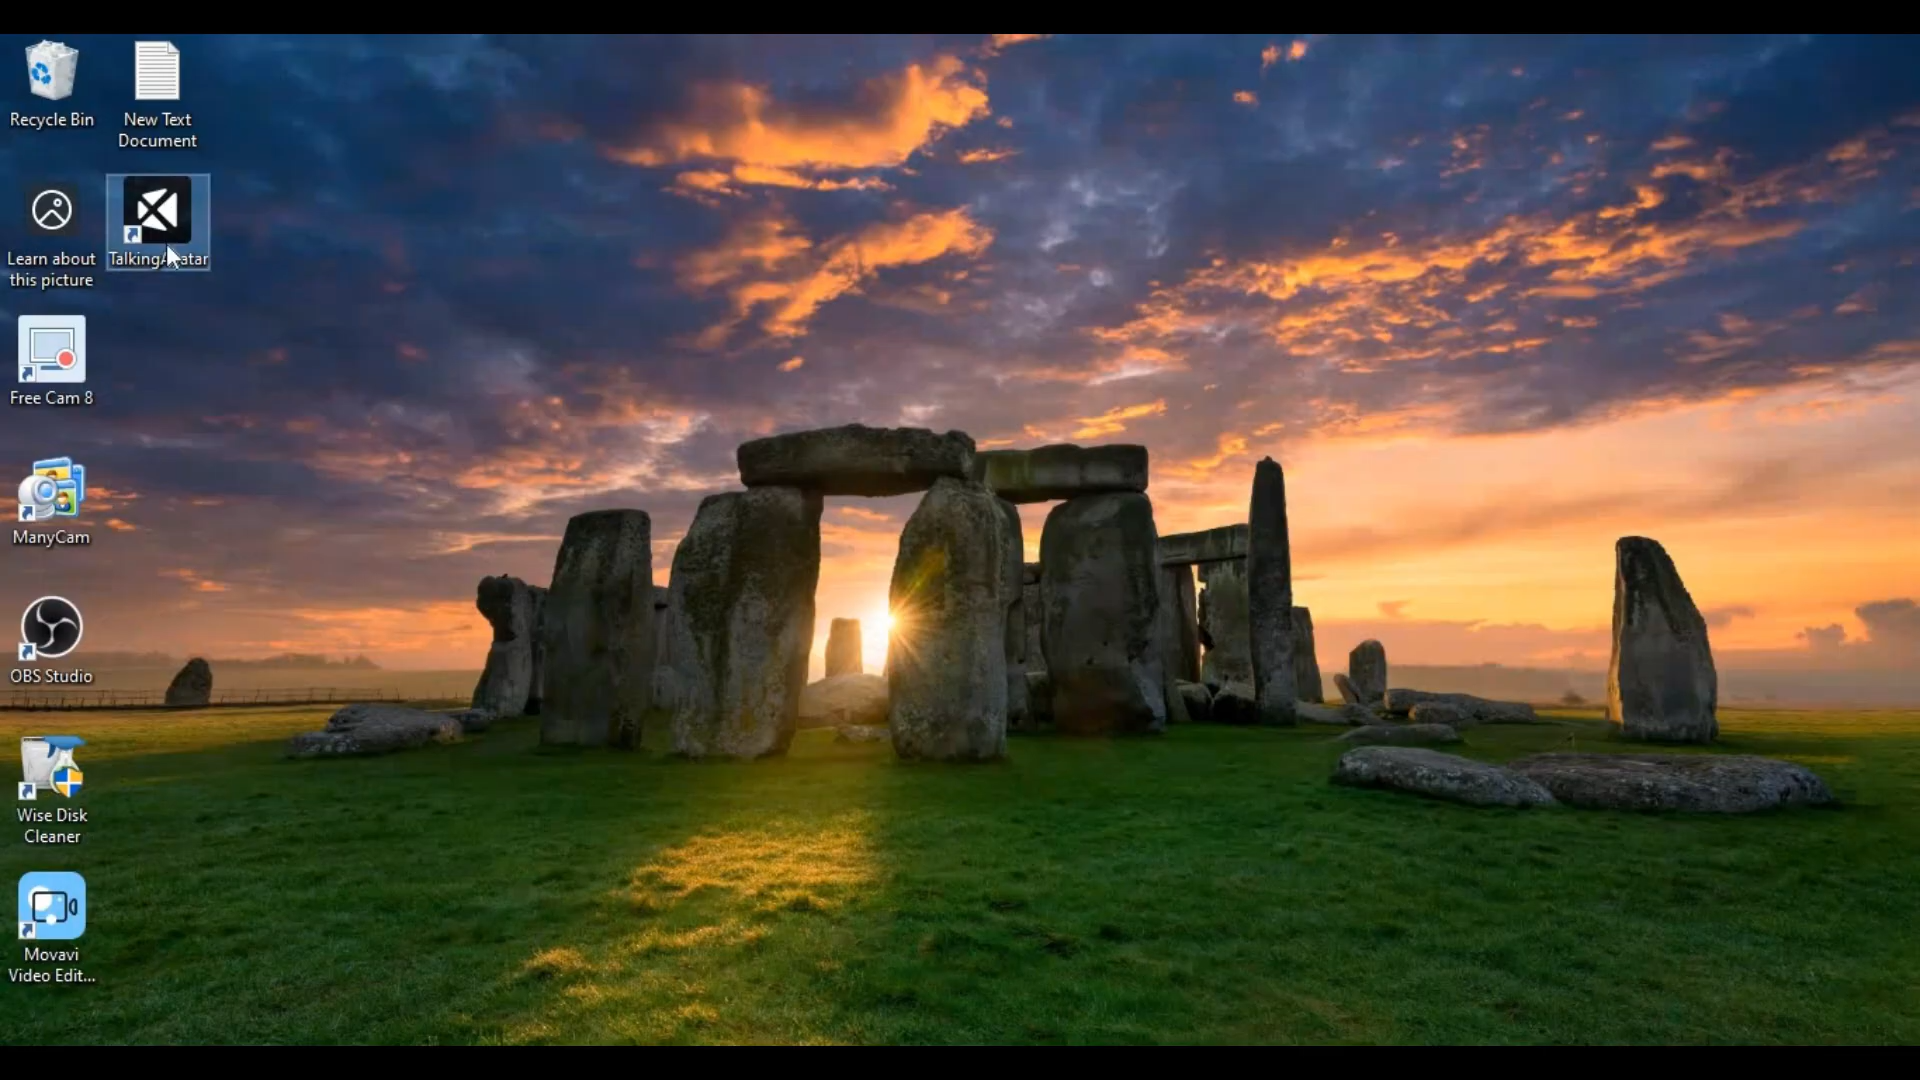 Recycle Bin
New Text
Document
Learn about
this picture
Free Cam 8
ManyCam
OBS Studio
Wise Disk
Cleaner
Movavi
Video Edit...